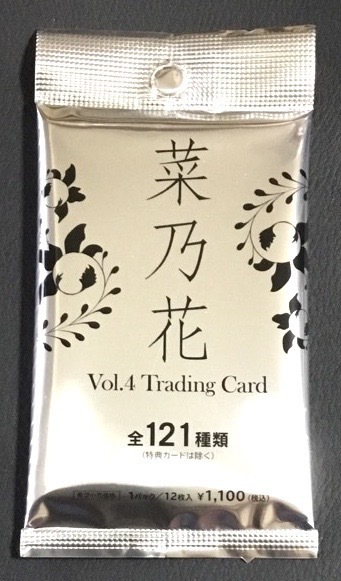 菜乃花
Vol.4 Trading Card
全121種類
(特典カードは除く)
1パック/12枚入 ¥1,100(税込)